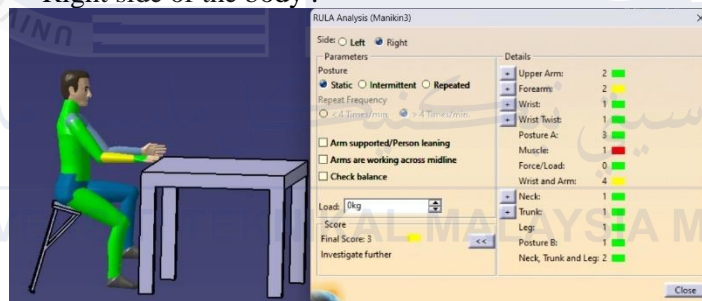 Right side of the body :
RULA Analysis (Manikin3)
Side: Left Right
Parameters
Posture
Static Intermittent Repeated
Repeat Frequency
< 4 Times/min. > 4 Times/min.
Arm supported/Person leaning
Arms are working across midline
Check balance
Load: 0kg
Score
Final Score: 3
<<
Investigate further
Details
+ Upper Arm: 2
+ Forearm: 2
+ Wrist: 1
+ Wrist Twist: 1
Posture A: 3
Muscle: 1
Force/Load: 0
Wrist and Arm: 4
+ Neck: 1
+ Trunk: 1
Leg: 1
Posture B: 1
Neck, Trunk and Leg: 2
Close